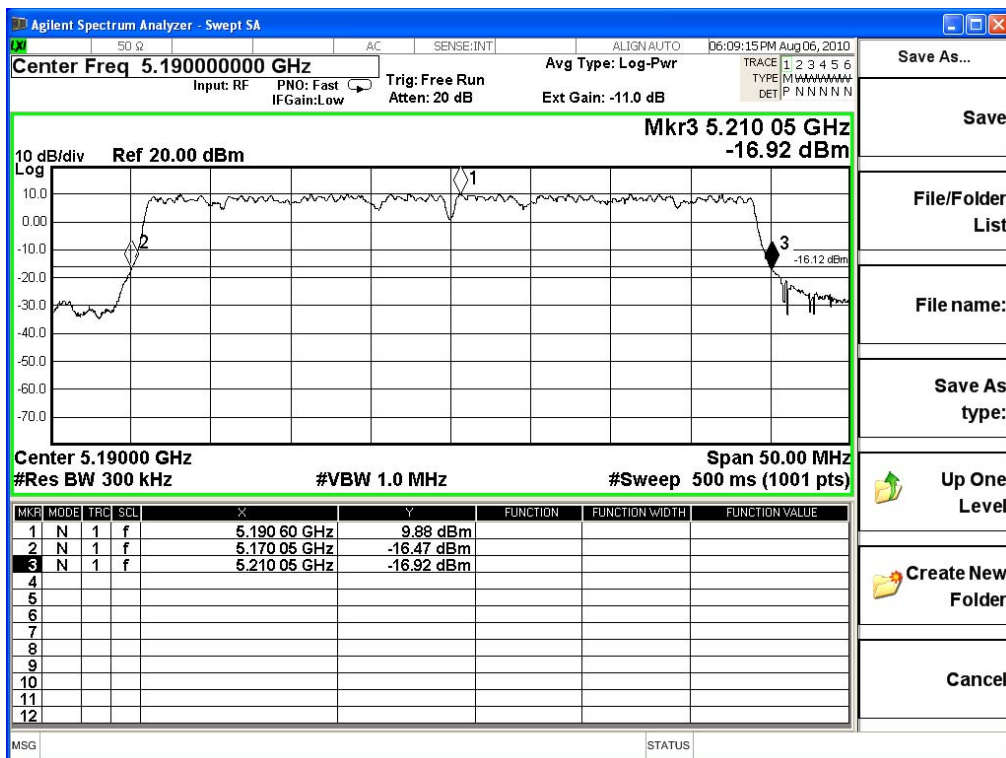 Agilent Spectrum Analyzer - Swept SA
LXI 50 Ω AC SENSE:INT ALIGN AUTO 06:09:15 PM Aug 06, 2010
Center Freq 5.190000000 GHz
Input: RF PNO: Fast IFGain:Low
Trig: Free Run
Atten: 20 dB
Avg Type: Log-Pwr
Ext Gain: -11.0 dB
TRACE 1 2 3 4 5 6
TYPE M WWWWW
DET P N N N N N
Mkr3 5.210 05 GHz
-16.92 dBm
10 dB/div Ref 20.00 dBm
Log
10.0
0.00
-10.0
-20.0
-30.0
-40.0
-50.0
-60.0
-70.0
1
2
3
-16.12 dBm
Center 5.19000 GHz Span 50.00 MHz
#Res BW 300 kHz #VBW 1.0 MHz #Sweep 500 ms (1001 pts)
MKR MODE TRC SCL X Y FUNCTION FUNCTION WIDTH FUNCTION VALUE
1 N 1 f 5.190 60 GHz 9.88 dBm
2 N 1 f 5.170 05 GHz -16.47 dBm
3 N 1 f 5.210 05 GHz -16.92 dBm
4
5
6
7
8
9
10
11
12
MSG STATUS
Save As...
Save
File/Folder
List
File name:
Save As
type:
Up One
Level
Create New
Folder
Cancel